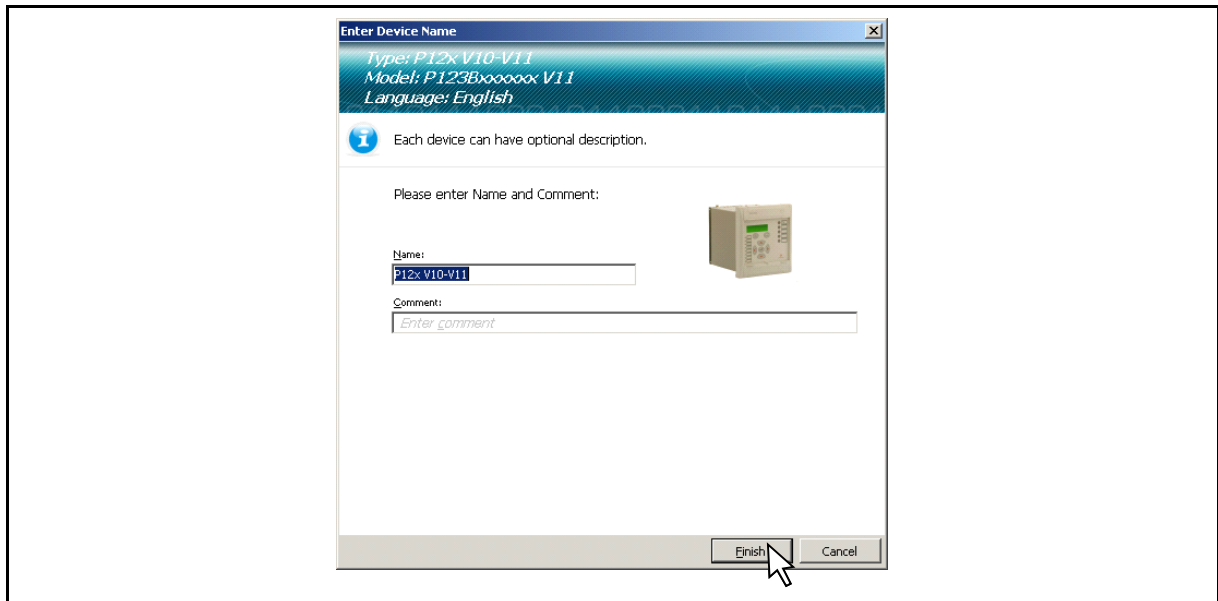 Enter Device Name
Type: P12x V10-V11
Model: P123Bxxxxxx V11
Language: English
Each device can have optional description.
Please enter Name and Comment:
Name:
P12x V10-V11
Comment:
Enter comment
Finish
Cancel